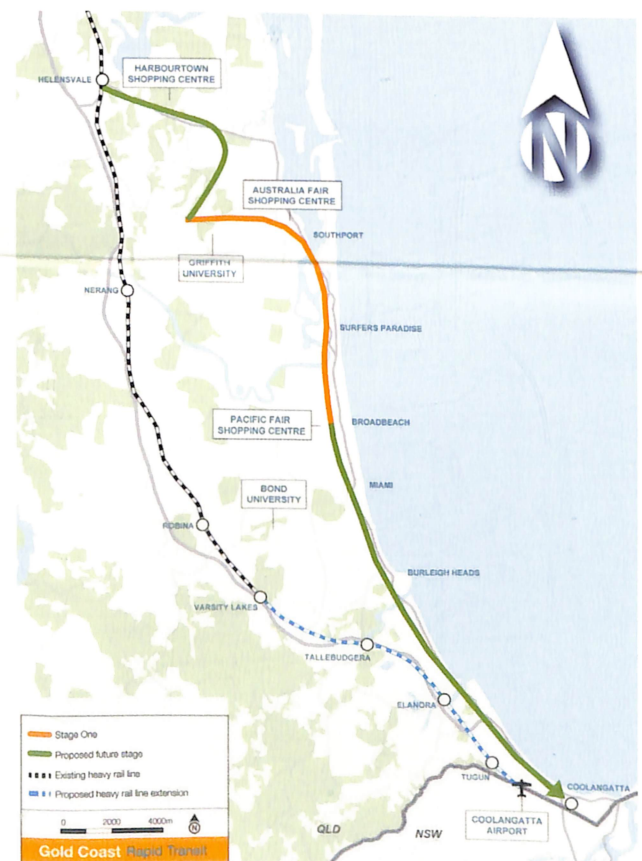 HARBOURTOWN
SHOPPING CENTRE
HELENSVALE
N
AUSTRALIA FAIR
SHOPPING CENTRE
SOUTHPORT
GRIFFITH
UNIVERSITY
NERANG
SURFERS PARADISE
PACIFIC FAIR
SHOPPING CENTRE
BROADBEACH
MIAMI
BOND
UNIVERSITY
ROBINA
BURLEIGH HEADS
VARSITY LAKES
TALLEBUDGERA
ELANORA
Stage One
Proposed future stage
Existing heavy rail line
Proposed heavy rail line extension
0 2000 4000m
N
TUGUN
COOLANGATTA
COOLANGATTA
AIRPORT
QLD
NSW
Gold Coast Rapid Transit